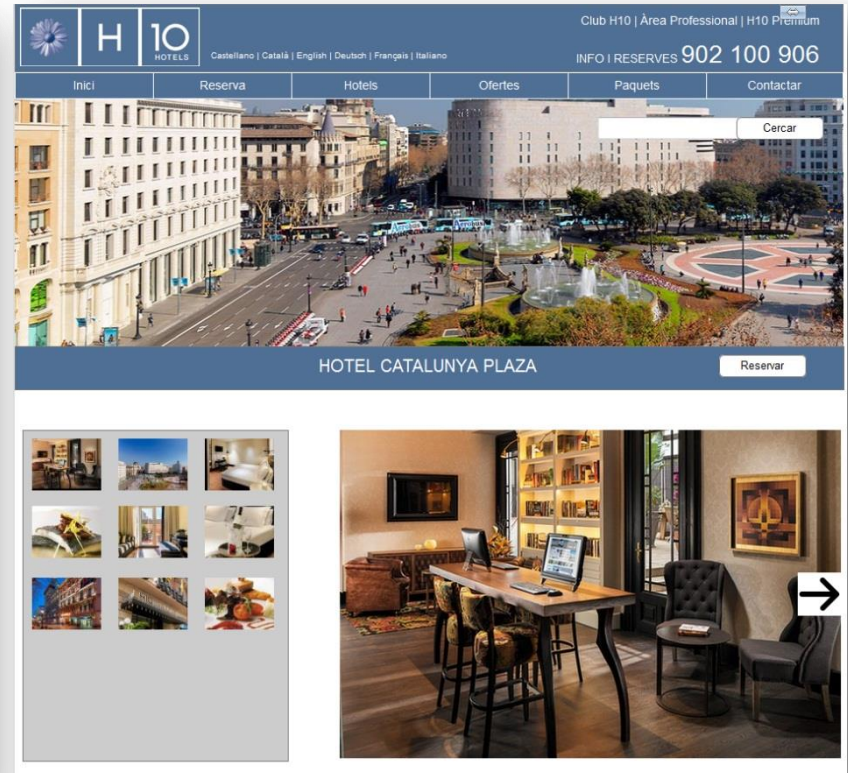 Club H10 | Àrea Professional | H10 Premium
H 10
HOTELS
Castellano | Català | English | Deutsch | Français | Italiano
INFO I RESERVES 902 100 906
Inici Reserva Hotels Ofertes Paquets Contactar
Cercar
HOTEL CATALUNYA PLAZA
Reservar